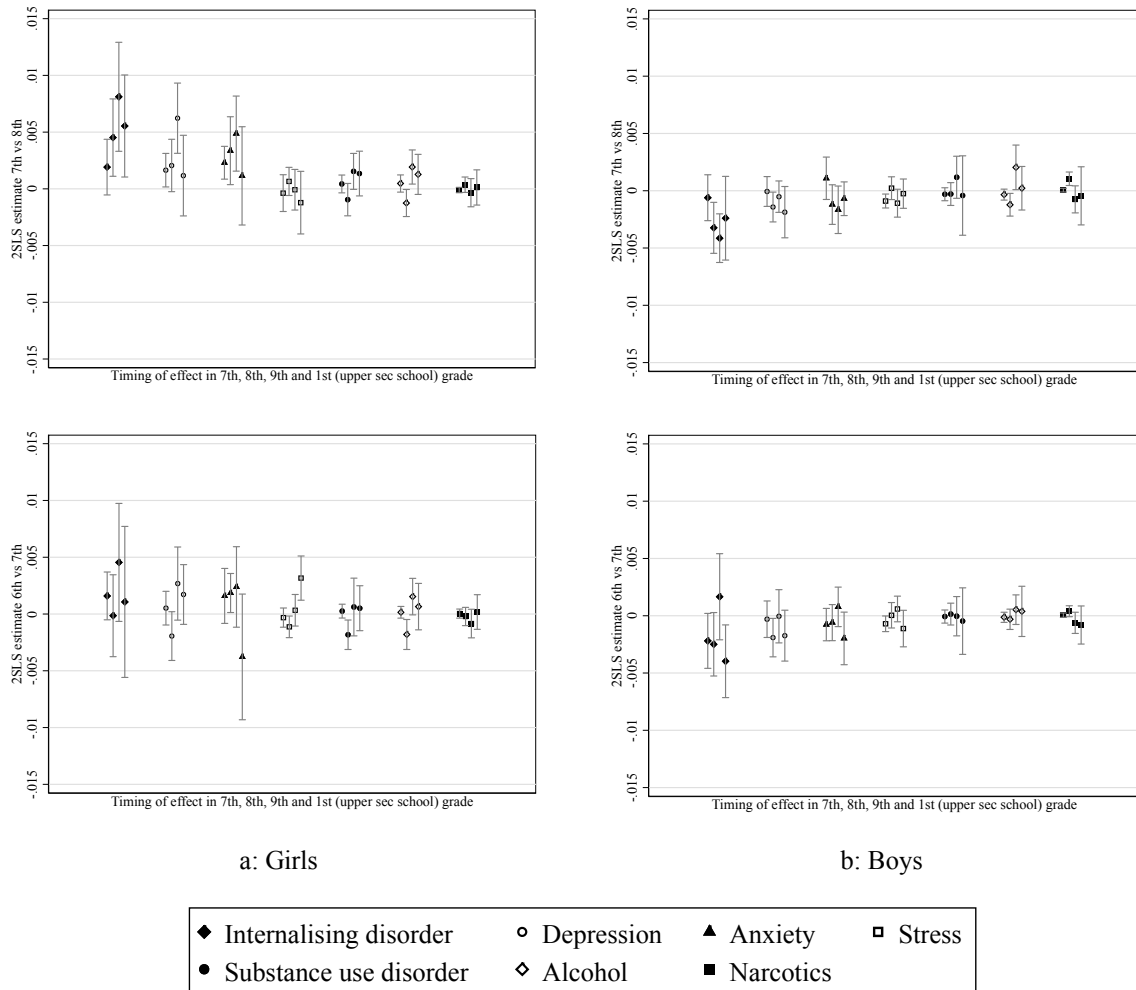 .015
.01
.005
0
-.005
-.01
-.015
2SLS estimate 7th vs 8th
Timing of effect in 7th, 8th, 9th and 1st (upper sec school) grade
.015
.01
.005
0
-.005
-.01
-.015
2SLS estimate 7th vs 8th
Timing of effect in 7th, 8th, 9th and 1st (upper sec school) grade
.015
.01
.005
0
-.005
-.01
-.015
2SLS estimate 6th vs 7th
Timing of effect in 7th, 8th, 9th and 1st (upper sec school) grade
.015
.01
.005
0
-.005
-.01
-.015
2SLS estimate 6th vs 7th
Timing of effect in 7th, 8th, 9th and 1st (upper sec school) grade
a: Girls
b: Boys
Internalising disorder Depression Anxiety Stress
Substance use disorder Alcohol Narcotics